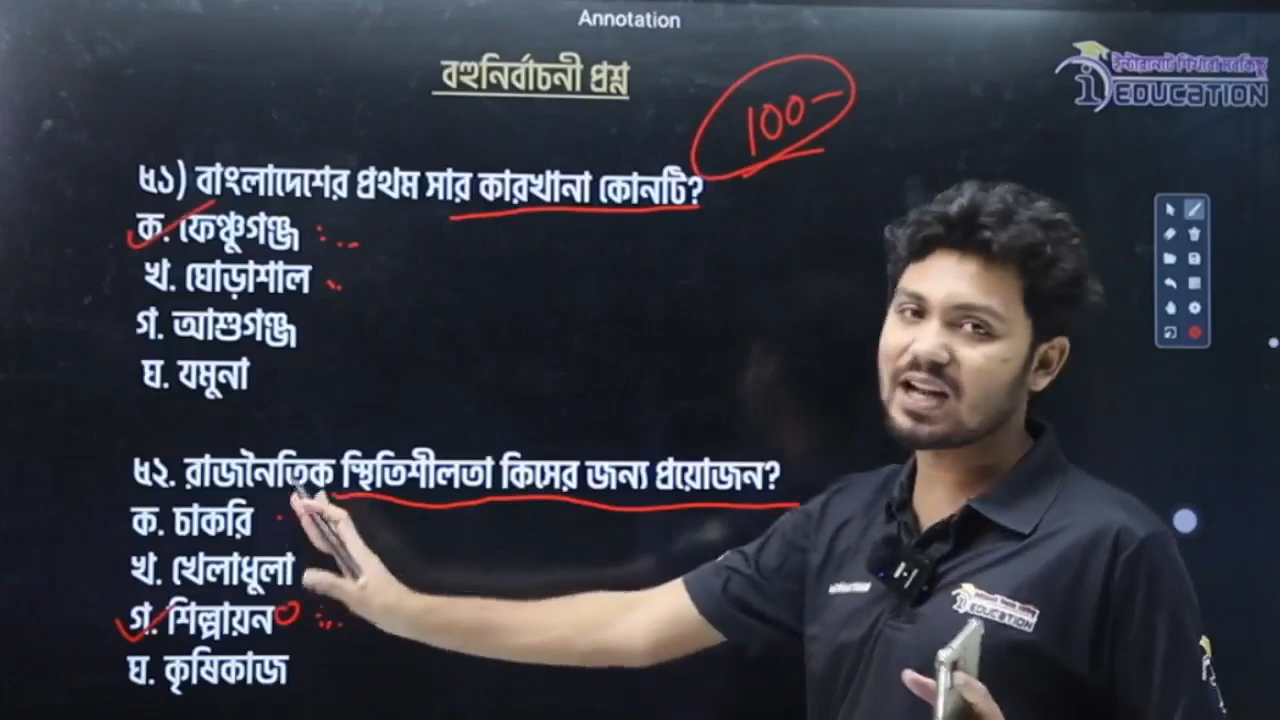 Annotation
বহুনির্বাচনী প্রশ্ন
100-
EDUCATION
৫১) বাংলাদেশের প্রথম সার কারখানা কোনটি?
ক. ফেঞ্চুগঞ্জ
খ. ঘোড়াশাল
গ. আশুগঞ্জ
ঘ. যমুনা
৫২. রাজনৈতিক স্থিতিশীলতা কিসের জন্য প্রয়োজন?
ক. চাকরি
খ. খেলাধূলা
গ. শিল্পায়ন
ঘ. কৃষিকাজ
EDUCATION